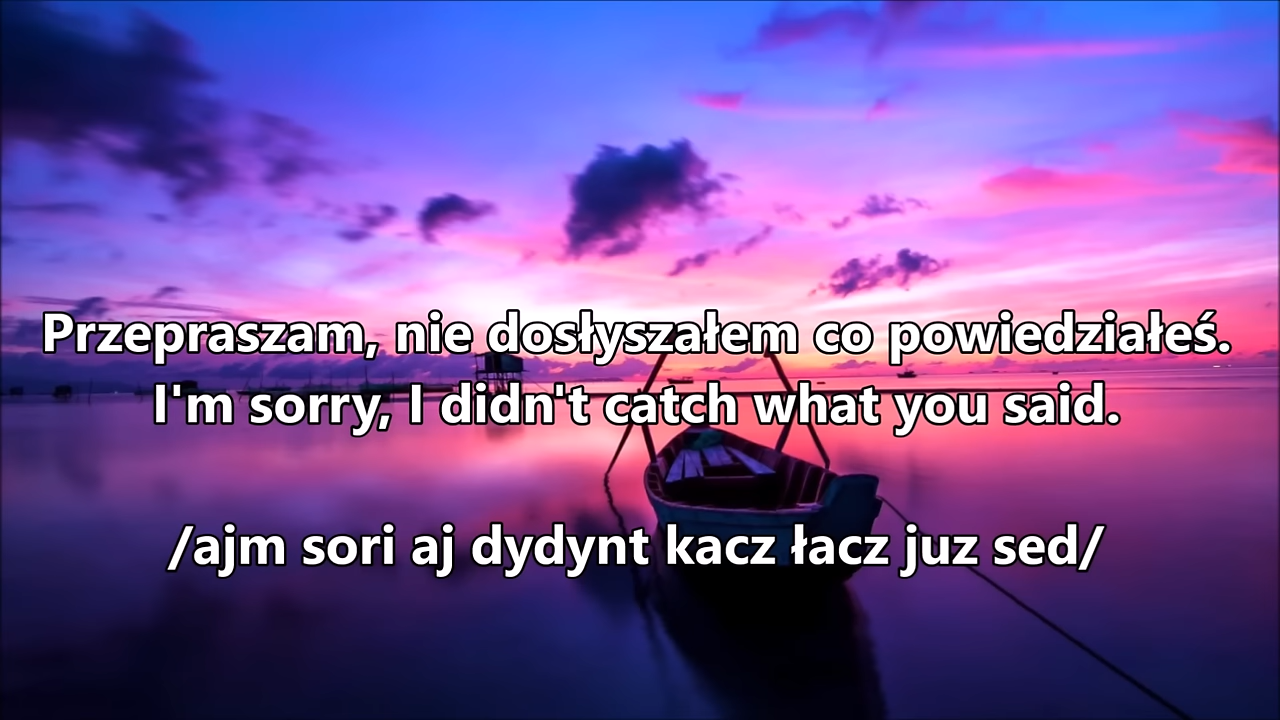 Przepraszam, nie dosłyszałem co powiedziałeś.
I'm sorry, I didn't catch what you said.
/ajm sori aj dydynt kacz łacz juz sed/